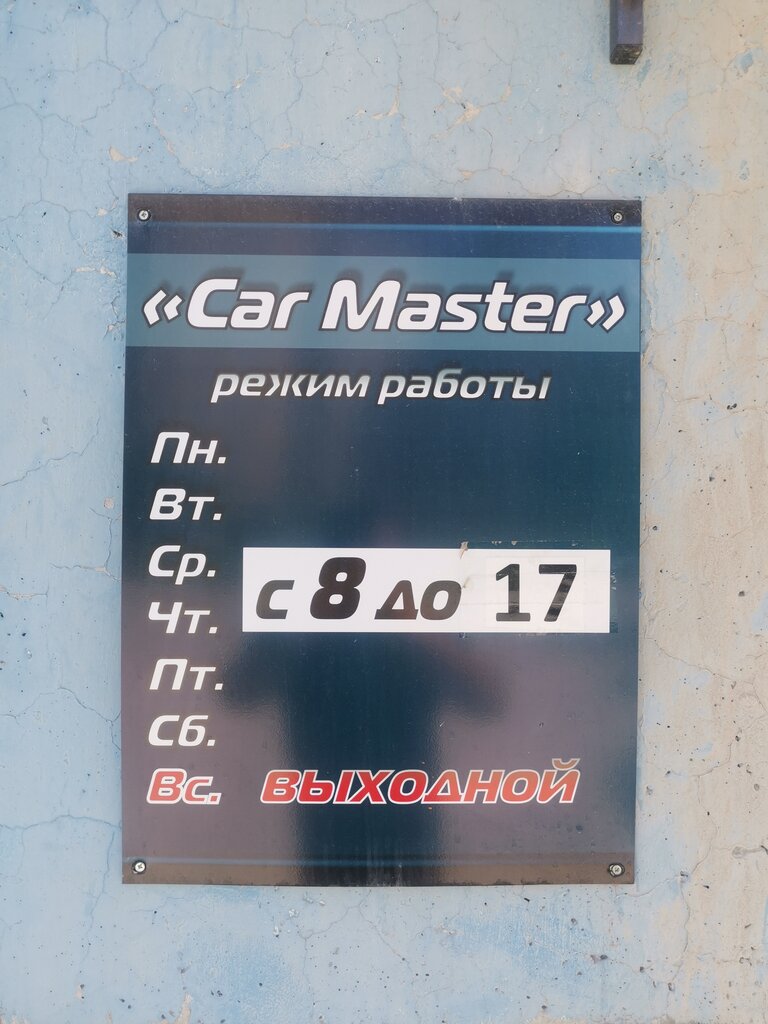 «Car Master»
режим работы
Пн.
Вт.
Ср.
с 8 до 17
Чт.
Пт.
Сб.
Вс. выходной